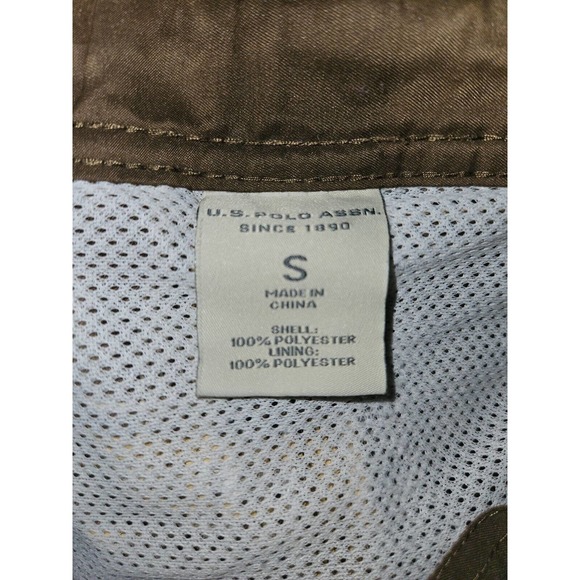 U.S. POLO ASSN.
SINCE 1890
S
MADE IN
CHINA
SHELL:
100% POLYESTER
LINING:
100% POLYESTER